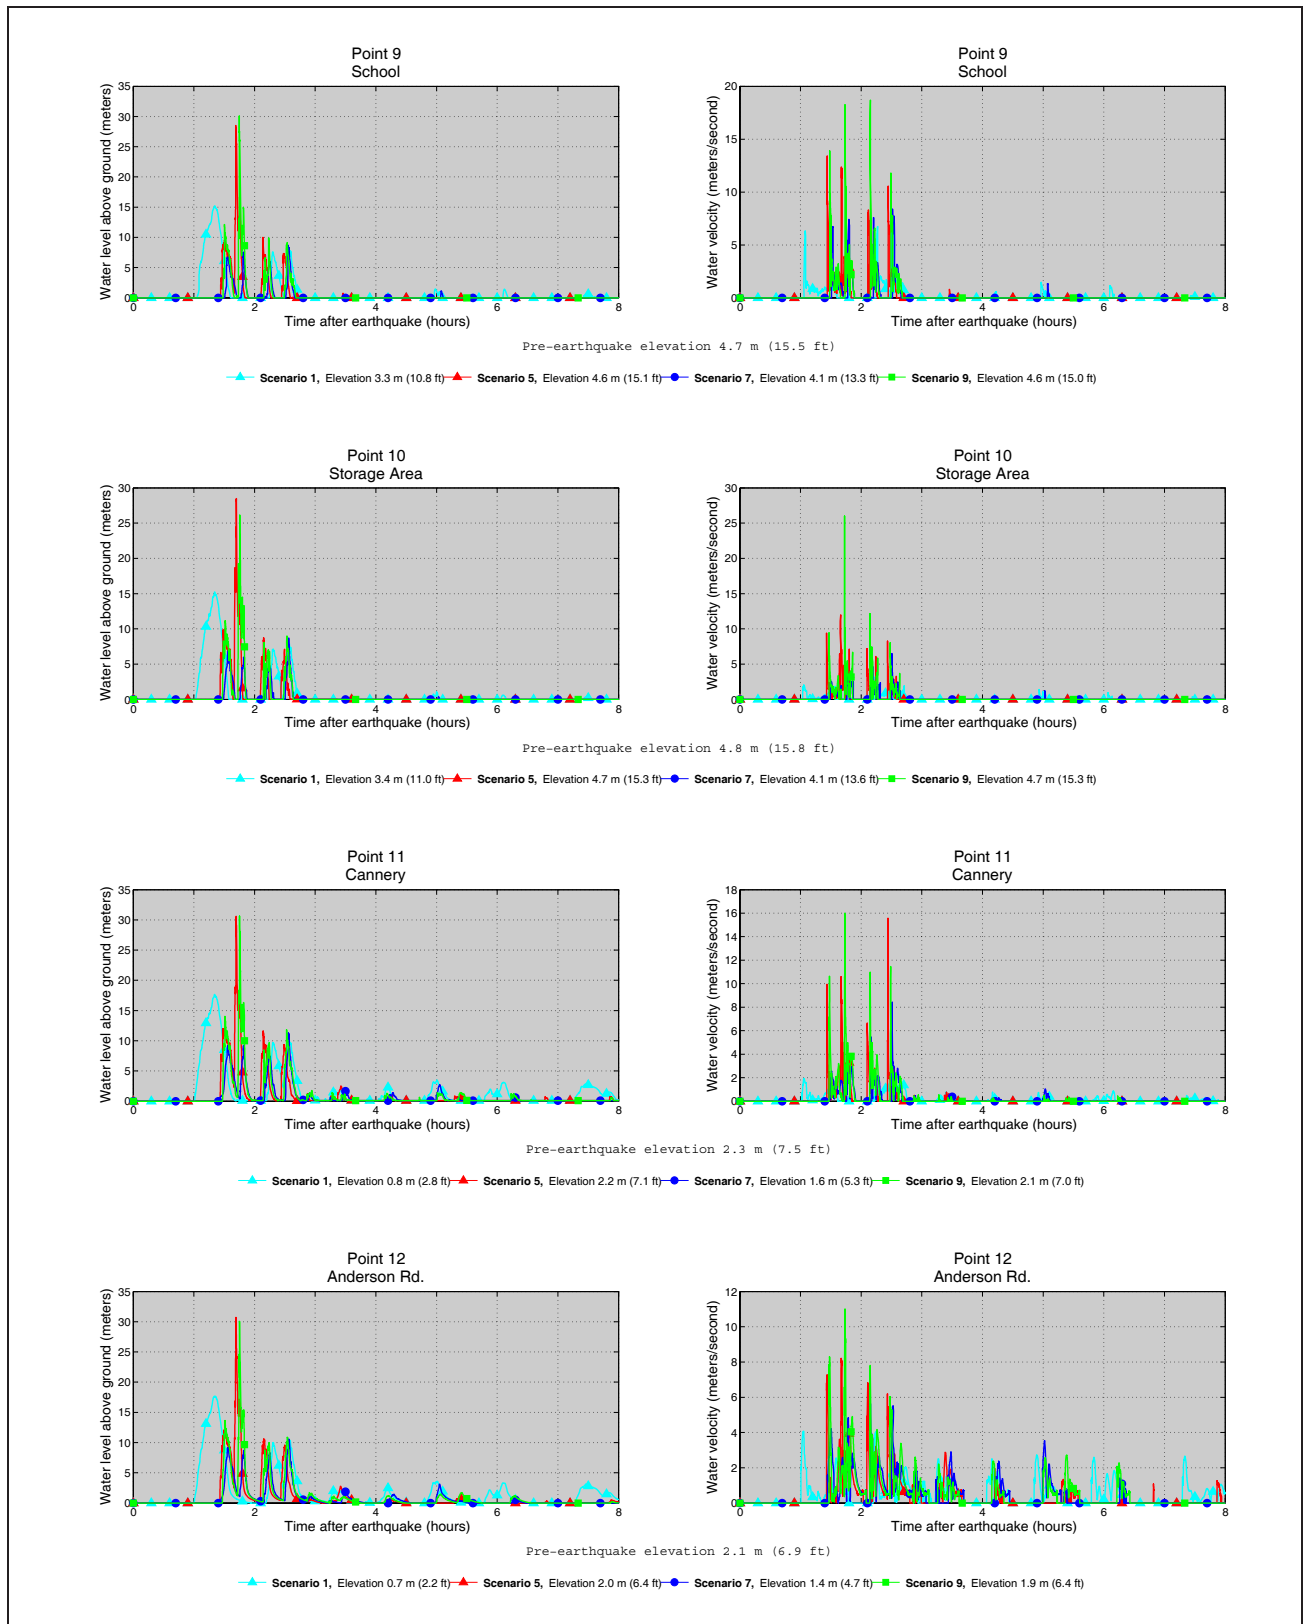 Point 9
School
Water level above ground (meters)
35
30
25
20
15
10
5
0
0 2 4 6 8
Time after earthquake (hours)
Point 9
School
Water velocity (meters/second)
20
15
10
5
0
0 2 4 6 8
Time after earthquake (hours)
Pre-earthquake elevation 4.7 m (15.5 ft)
Scenario 1, Elevation 3.3 m (10.8 ft) Scenario 5, Elevation 4.6 m (15.1 ft) Scenario 7, Elevation 4.1 m (13.3 ft) Scenario 9, Elevation 4.6 m (15.0 ft)
Point 10
Storage Area
Water level above ground (meters)
30
25
20
15
10
5
0
0 2 4 6 8
Time after earthquake (hours)
Point 10
Storage Area
Water velocity (meters/second)
30
25
20
15
10
5
0
0 2 4 6 8
Time after earthquake (hours)
Pre-earthquake elevation 4.8 m (15.8 ft)
Scenario 1, Elevation 3.4 m (11.0 ft) Scenario 5, Elevation 4.7 m (15.3 ft) Scenario 7, Elevation 4.1 m (13.6 ft) Scenario 9, Elevation 4.7 m (15.3 ft)
Point 11
Cannery
Water level above ground (meters)
35
30
25
20
15
10
5
0
0 2 4 6 8
Time after earthquake (hours)
Point 11
Cannery
Water velocity (meters/second)
18
16
14
12
10
8
6
4
2
0
0 2 4 6 8
Time after earthquake (hours)
Pre-earthquake elevation 2.3 m (7.5 ft)
Scenario 1, Elevation 0.8 m (2.8 ft) Scenario 5, Elevation 2.2 m (7.1 ft) Scenario 7, Elevation 1.6 m (5.3 ft) Scenario 9, Elevation 2.1 m (7.0 ft)
Point 12
Anderson Rd.
Water level above ground (meters)
35
30
25
20
15
10
5
0
0 2 4 6 8
Time after earthquake (hours)
Point 12
Anderson Rd.
Water velocity (meters/second)
12
10
8
6
4
2
0
0 2 4 6 8
Time after earthquake (hours)
Pre-earthquake elevation 2.1 m (6.9 ft)
Scenario 1, Elevation 0.7 m (2.2 ft) Scenario 5, Elevation 2.0 m (6.4 ft) Scenario 7, Elevation 1.4 m (4.7 ft) Scenario 9, Elevation 1.9 m (6.4 ft)